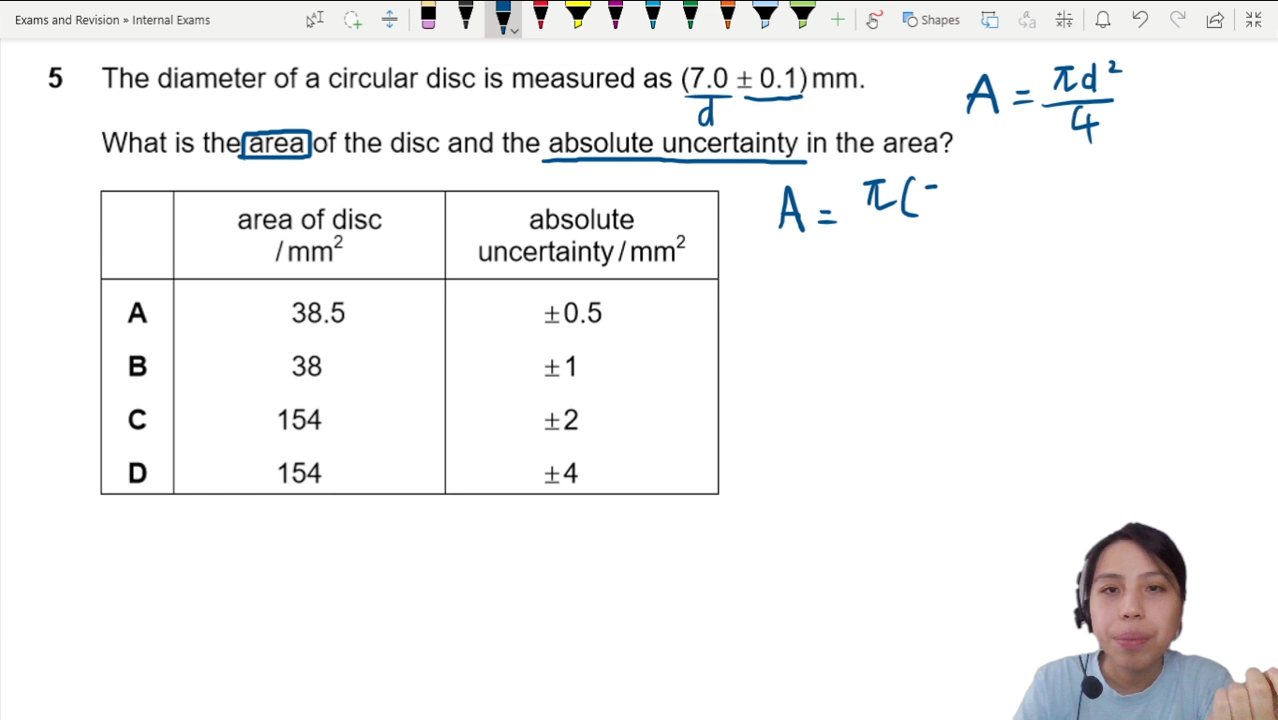 Exams and Revision » Internal Exams
Shapes
5 The diameter of a circular disc is measured as (7.0 ± 0.1) mm.
d
A = πd²/4
What is the area of the disc and the absolute uncertainty in the area?
A = π(
area of disc /mm² absolute uncertainty/mm²
A 38.5 ±0.5
B 38 ±1
C 154 ±2
D 154 ±4